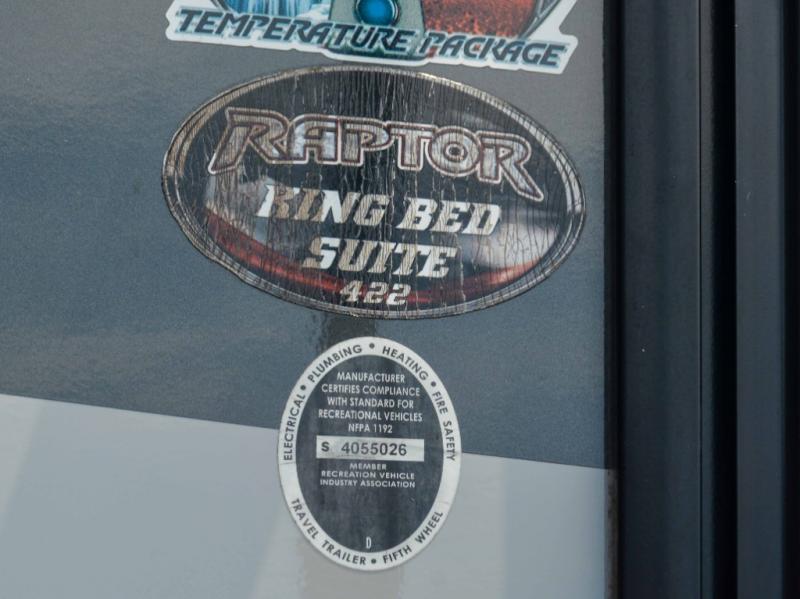 TEMPERATURE PACKAGE
RAPTOR
KING BED
SUITE
422
ELECTRICAL • PLUMBING • HEATING • FIRE SAFETY
MANUFACTURER
CERTIFIES COMPLIANCE
WITH STANDARD FOR
RECREATIONAL VEHICLES
NFPA 1192
S 4055026
MEMBER
RECREATION VEHICLE
INDUSTRY ASSOCIATION
D
TRAVEL TRAILER • FIFTH WHEEL